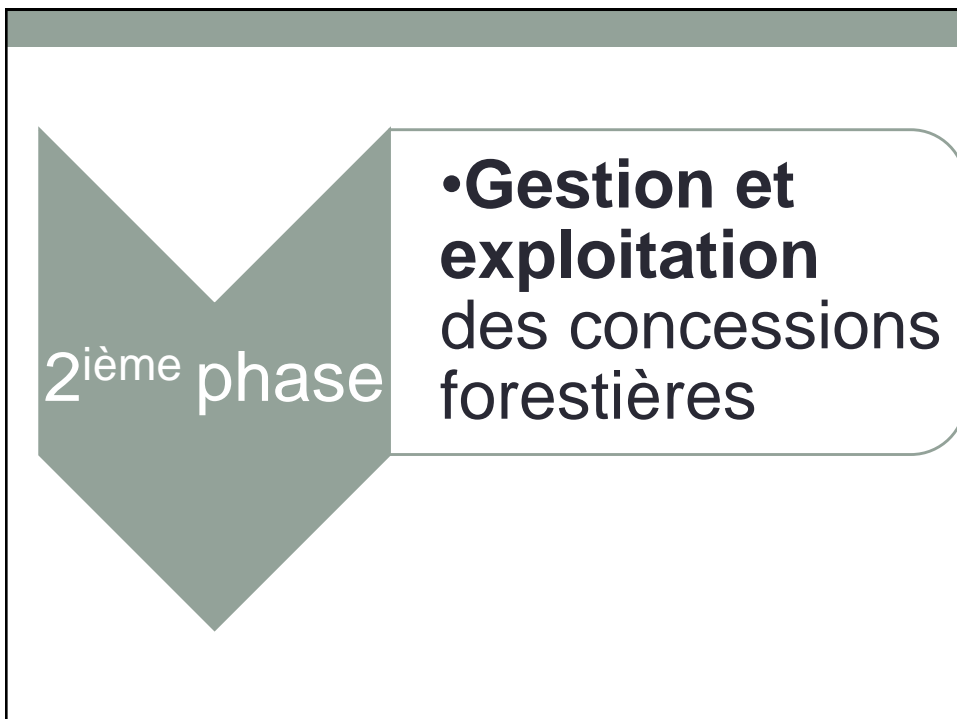 2ième phase
•Gestion et
exploitation
des concessions
forestières